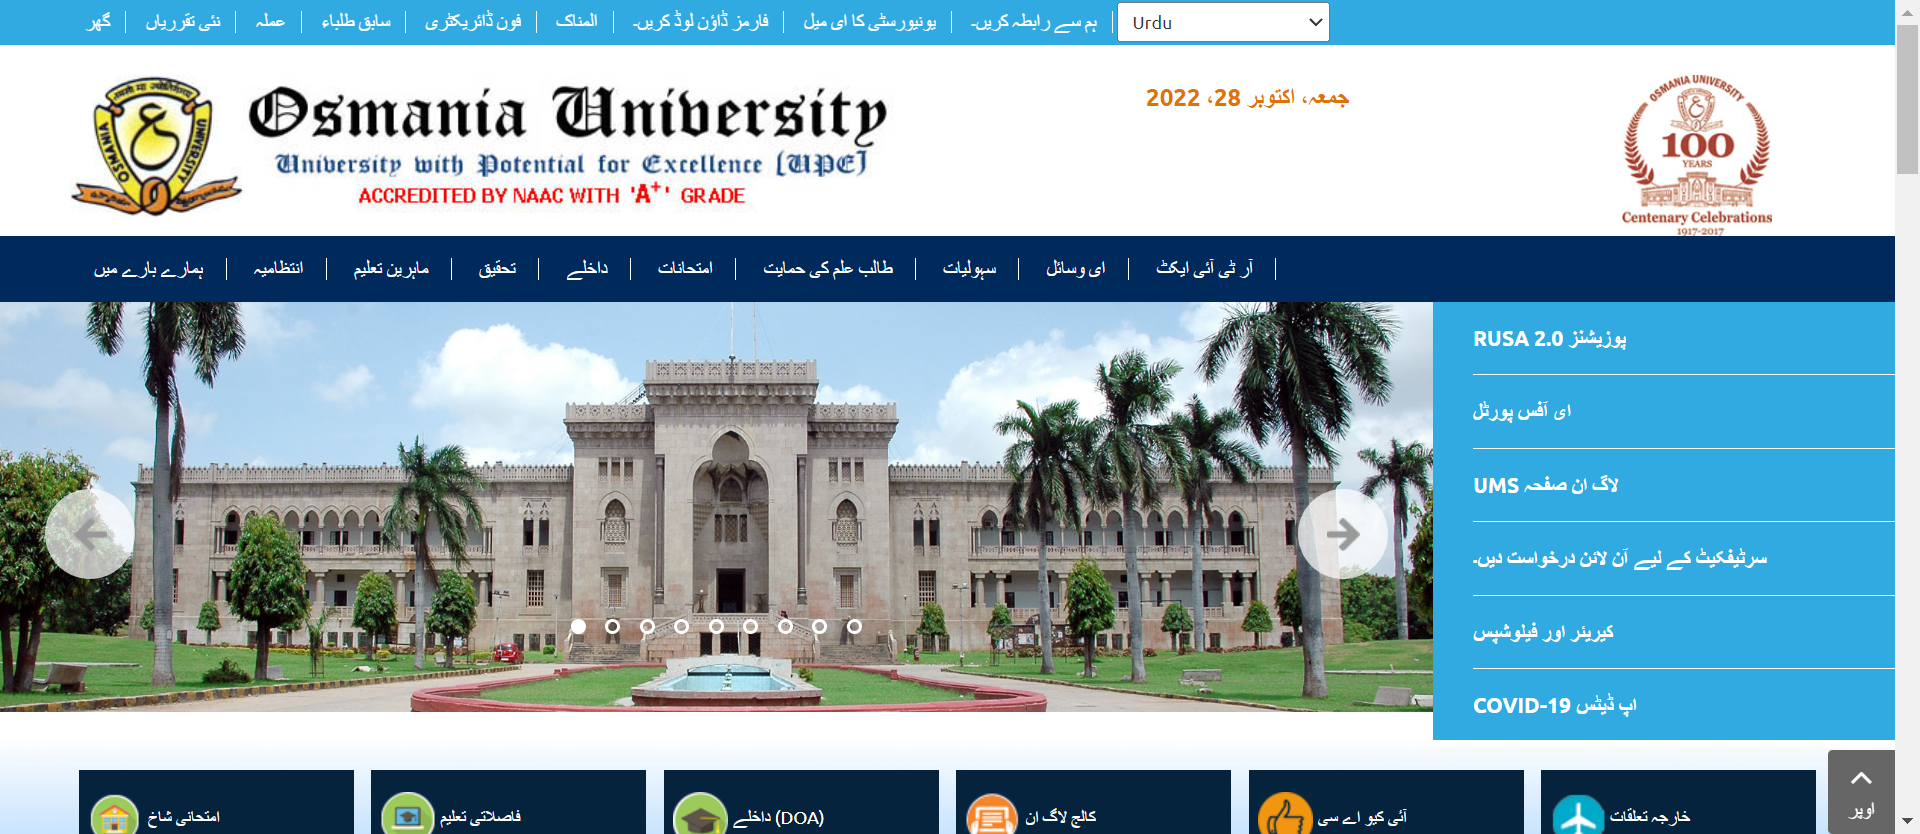 گھر
نئی تقرریاں
عملہ
سابق طلباء
فون ڈائریکٹری
المناک
فارمز ڈاؤن لوڈ کریں۔
یونیورسٹی کا ای میل
ہم سے رابطہ کریں۔
Urdu
OSMANIA UNIVERSITY
Osmania University
University with Potential for Excellence [UPE]
ACCREDITED BY NAAC WITH 'A+' GRADE
جمعہ، اکتوبر 28، 2022
OSMANIA UNIVERSITY
100
YEARS
Centenary Celebrations
1917-2017
ہمارے بارے میں
انتظامیہ
ماہرین تعلیم
تحقیق
داخلے
امتحانات
طالب علم کی حمایت
سہولیات
ای وسائل
آر ٹی آئی ایکٹ
RUSA 2.0 پوزیشنز
ای آفس پورٹل
UMS لاگ ان صفحہ
سرٹیفکیٹ کے لیے آن لائن درخواست دیں۔
کیریئر اور فیلوشپس
COVID-19 اپ ڈیٹس
امتحانی شاخ
فاصلاتی تعلیم
داخلے (DOA)
کالج لاگ ان
آئی کیو اے سی
خارجہ تعلقات
اوپر